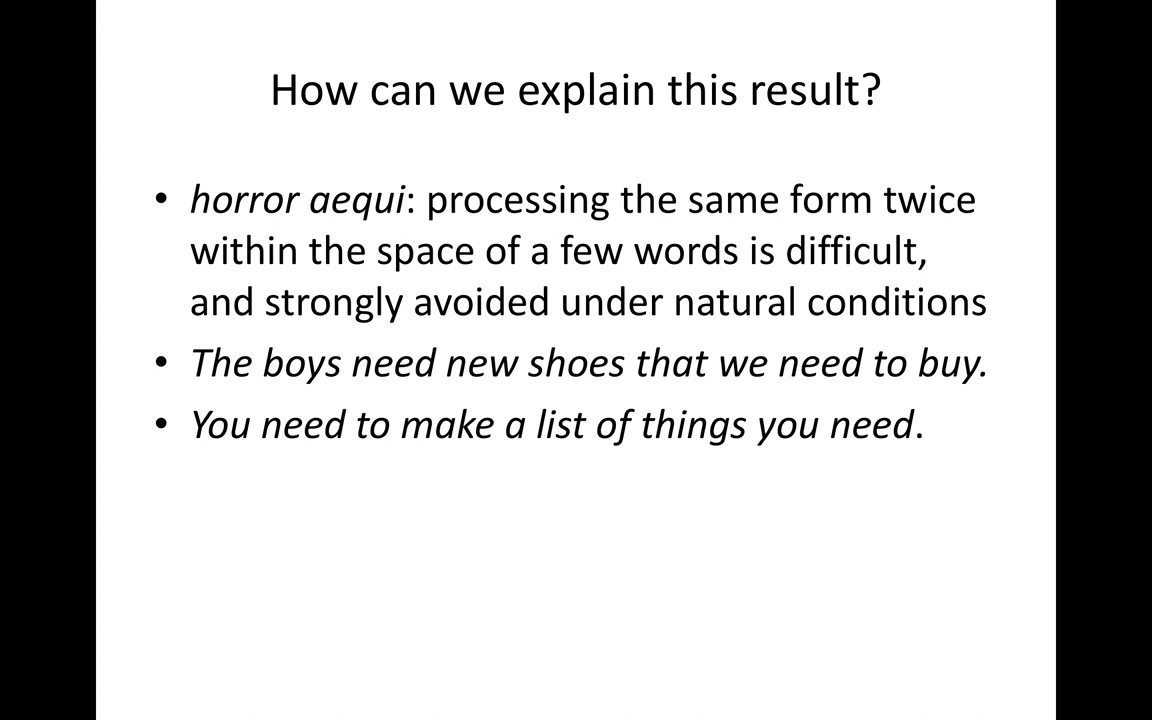 How can we explain this result?
• horror aequi: processing the same form twice
within the space of a few words is difficult,
and strongly avoided under natural conditions
• The boys need new shoes that we need to buy.
• You need to make a list of things you need.